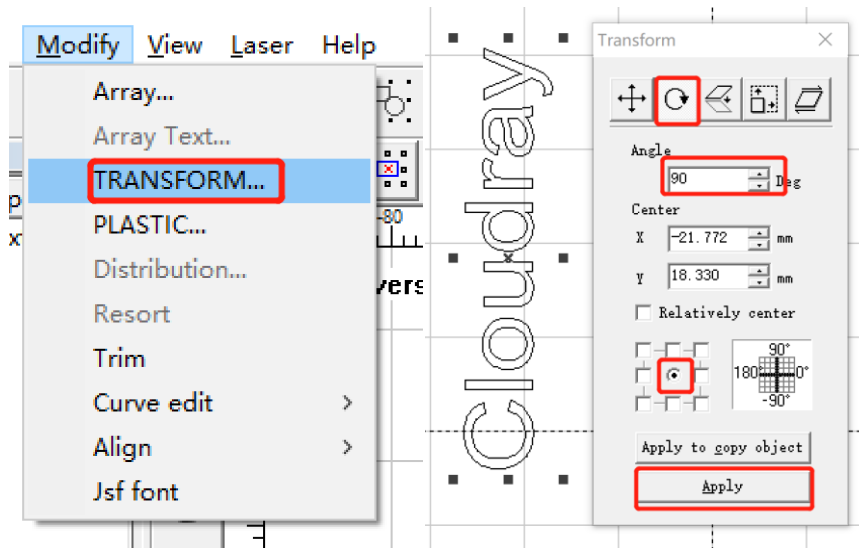 Modify View Laser Help
Array...
Array Text...
TRANSFORM...
PLASTIC...
Distribution...
Resort
Trim
Curve edit
Align
Jsf font
-80
vers
Cloudray
Transform
Angle
90 Deg
Center
X -21.772 mm
Y 18.330 mm
Relatively center
90°
180° 0°
-90°
Apply to copy object
Apply